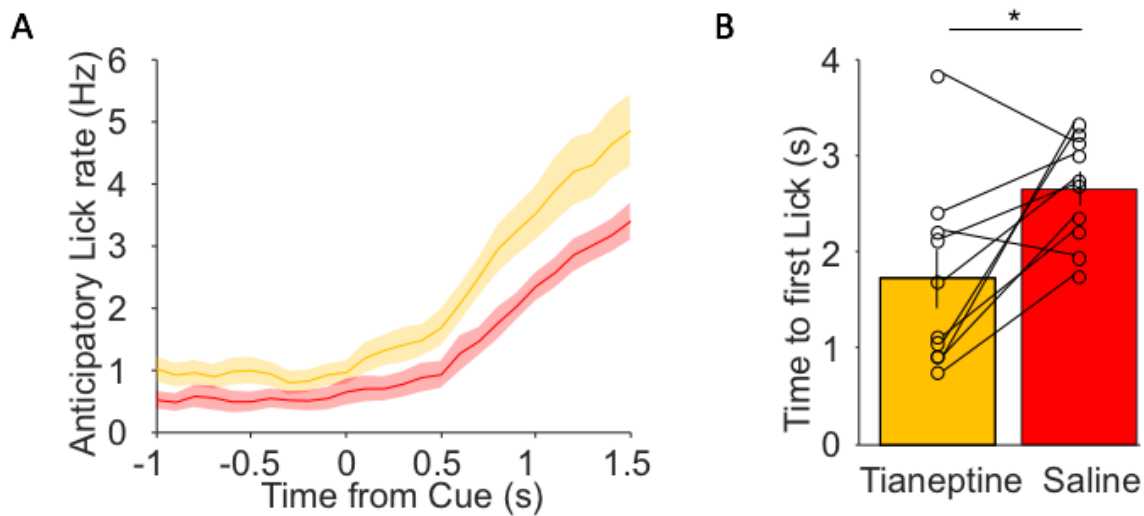 A
Anticipatory Lick rate (Hz)
6
5
4
3
2
1
0
-1 -0.5 0 0.5 1 1.5
Time from Cue (s)
B
*
Time to first Lick (s)
4
3
2
1
0
Tianeptine Saline